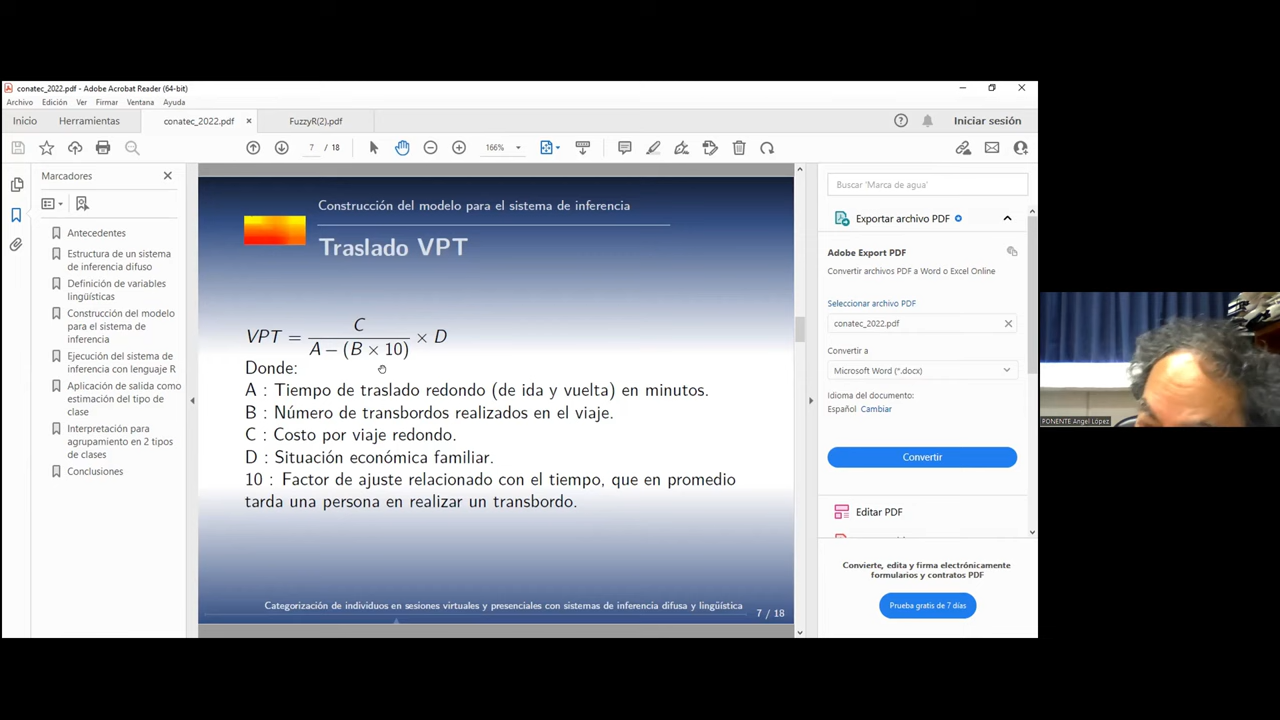 conatec_2022.pdf - Adobe Acrobat Reader (64-bit)
Archivo Edición Ver Firmar Ventana Ayuda
Inicio Herramientas conatec_2022.pdf × FuzzyR(2).pdf Iniciar sesión
7 / 18 166%
Marcadores
Antecedentes
Estructura de un sistema
de inferencia difuso
Definición de variables
lingüísticas
Construcción del modelo
para el sistema de
inferencia
Ejecución del sistema de
inferencia con lenguaje R
Aplicación de salida como
estimación del tipo de
clase
Interpretación para
agrupamiento en 2 tipos
de clases
Conclusiones
Construcción del modelo para el sistema de inferencia
Traslado VPT
VPT = C / (A − (B × 10)) × D
Donde:
A : Tiempo de traslado redondo (de ida y vuelta) en minutos.
B : Número de transbordos realizados en el viaje.
C : Costo por viaje redondo.
D : Situación económica familiar.
10 : Factor de ajuste relacionado con el tiempo, que en promedio
tarda una persona en realizar un transbordo.
Categorización de individuos en sesiones virtuales y presenciales con sistemas de inferencia difusa y lingüística
7 / 18
Buscar 'Marca de agua'
Exportar archivo PDF
Adobe Export PDF
Convertir archivos PDF a Word o Excel Online
Seleccionar archivo PDF
conatec_2022.pdf
Convertir a
Microsoft Word (*.docx)
Idioma del documento:
Español Cambiar
Convertir
Editar PDF
Convierte, edita y firma electrónicamente
formularios y contratos PDF
Prueba gratis de 7 días
PONENTE Angel López